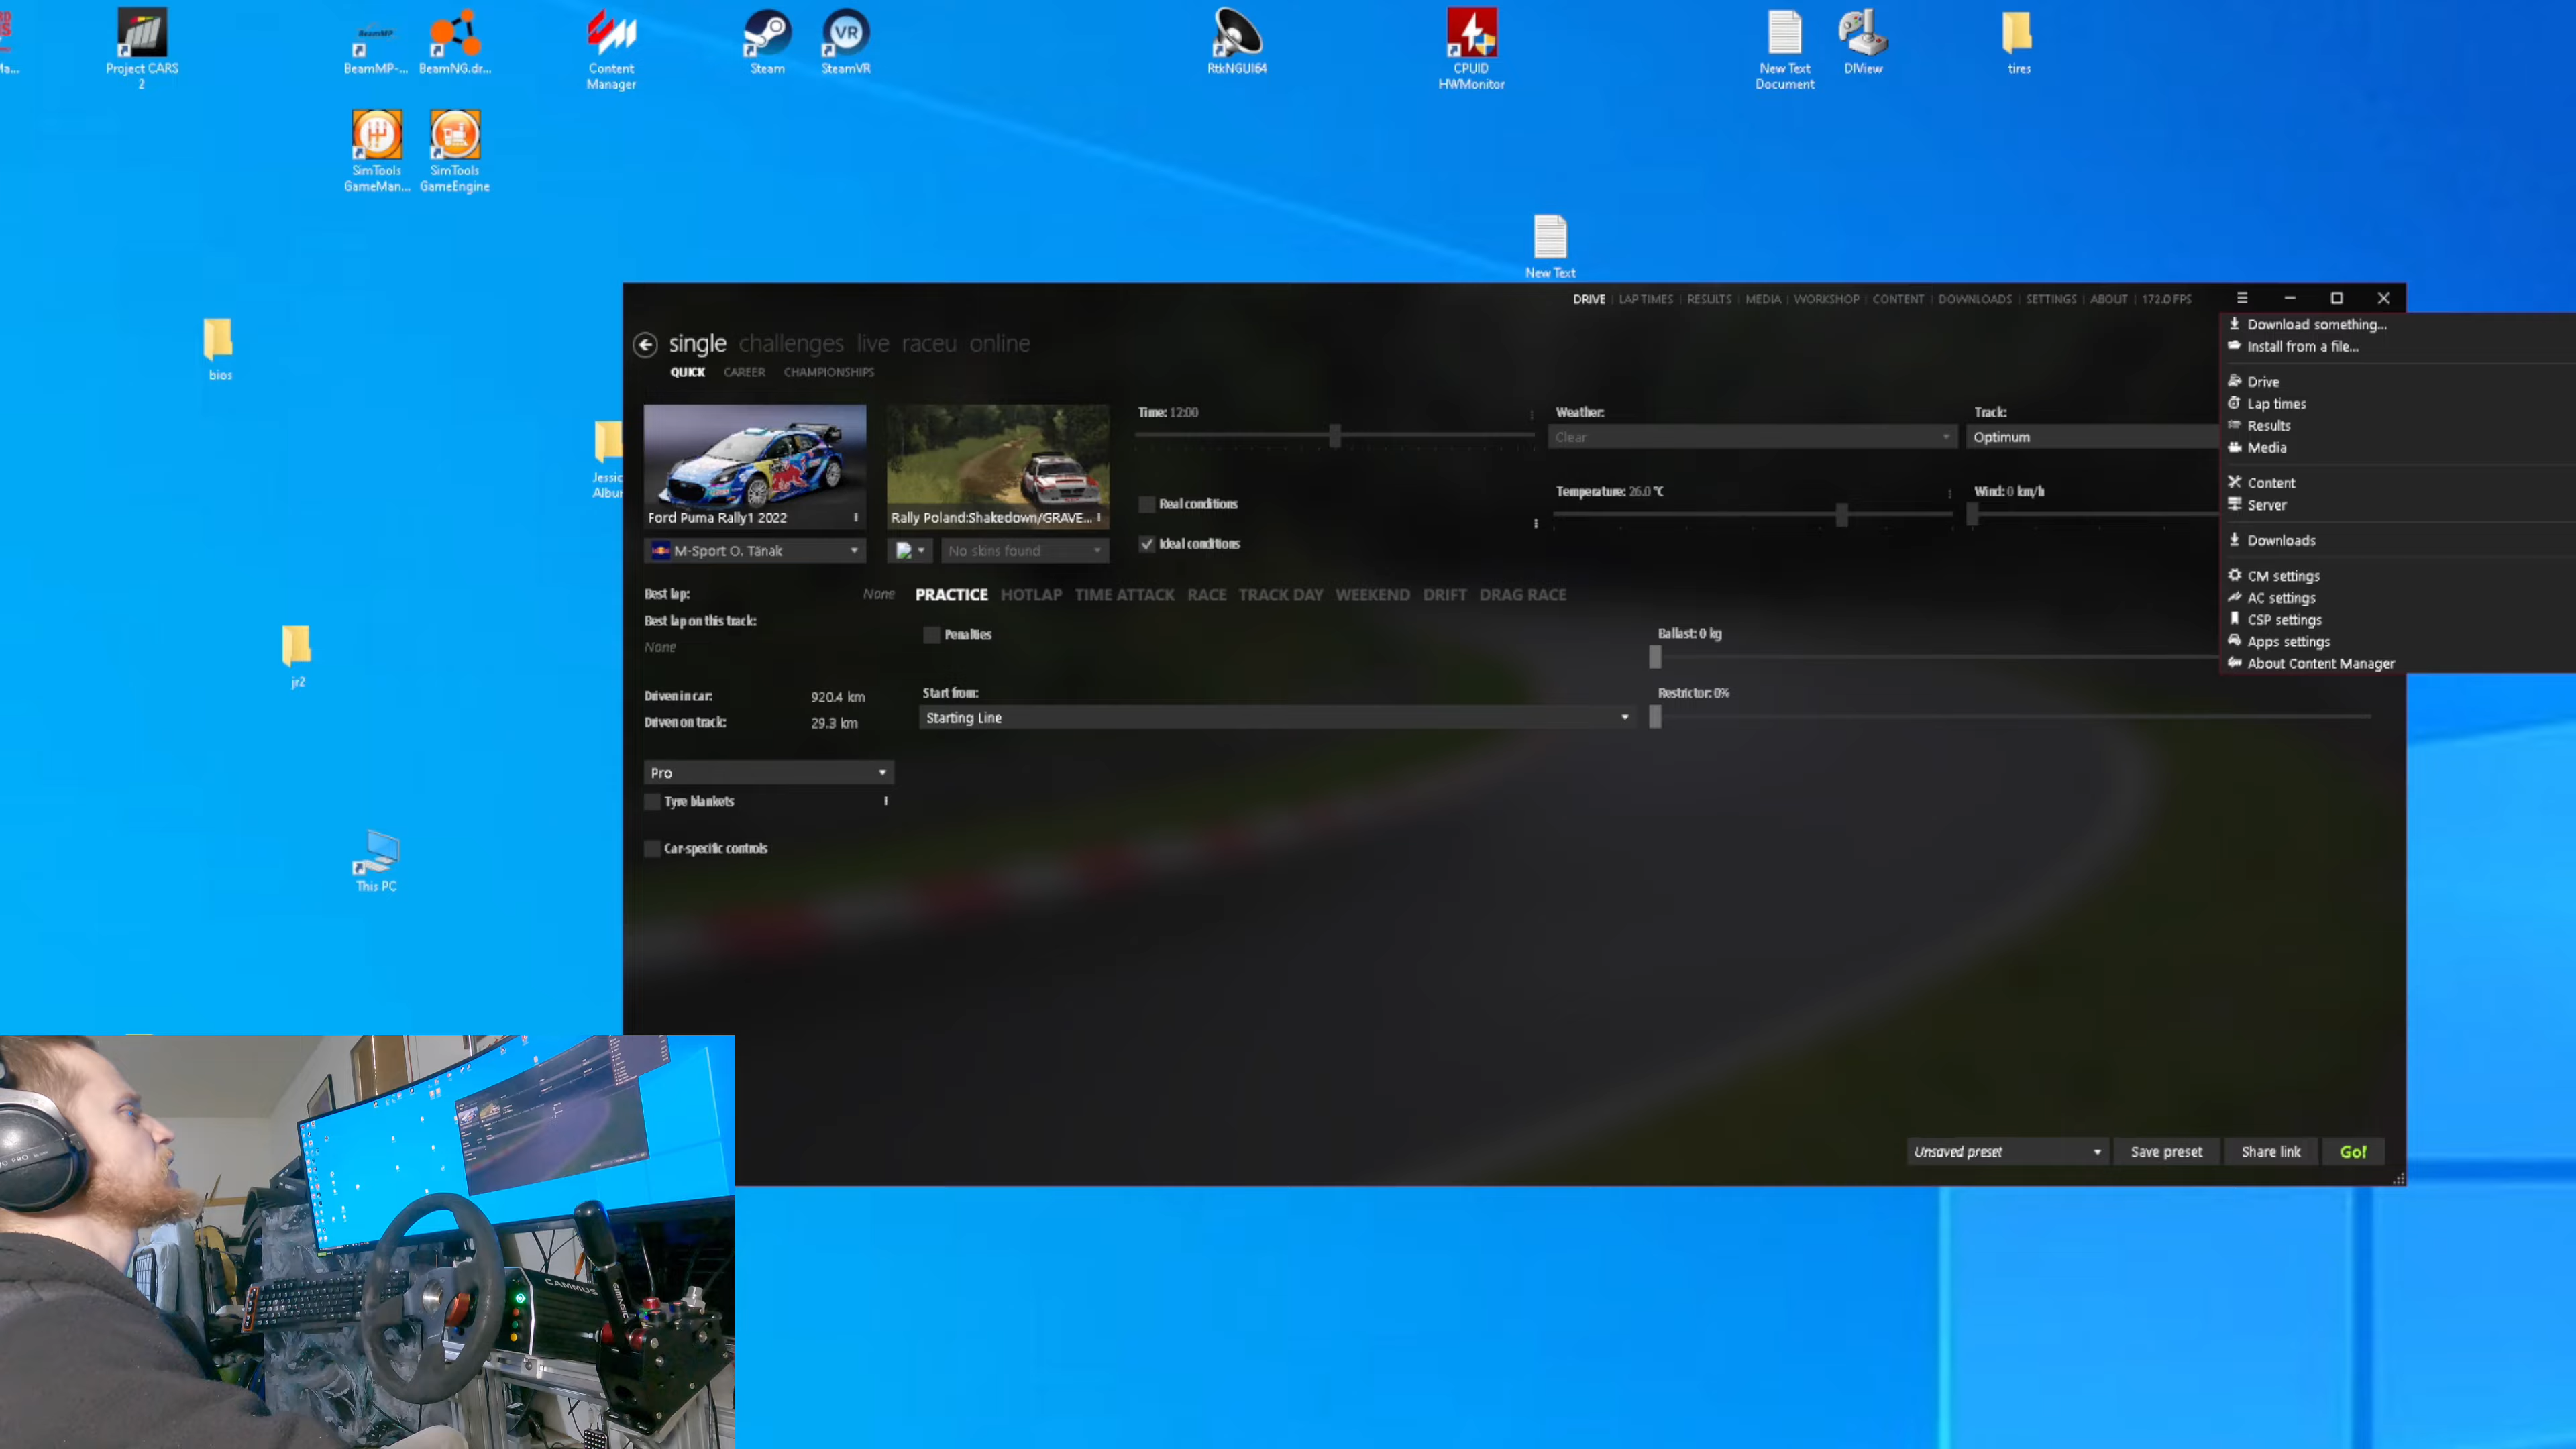 Project CARS
2
BeamMP-...
BeamNG.dr...
Content
Manager
Steam
VR
SteamVR
RtkNGUI64
CPUID
HWMonitor
New Text
Document
DIView
tires
SimTools
GameMan...
SimTools
GameEngine
New Text
bios
Jessic
Albur
jr2
This PC
DRIVE LAP TIMES RESULTS MEDIA WORKSHOP CONTENT DOWNLOADS SETTINGS ABOUT 172.0 FPS
single challenges live raceu online
QUICK CAREER CHAMPIONSHIPS
Ford Puma Rally1 2022
Rally Poland:Shakedown/GRAVE...
M-Sport O. Tänak
No skins found
Time: 12:00
Weather:
Clear
Track:
Optimum
Real conditions
Ideal conditions
Temperature: 26.0 °C
Wind: 0 km/h
Best lap: None
Best lap on this track:
None
Driven in car: 920.4 km
Driven on track: 29.3 km
Pro
Tyre blankets
Car-specific controls
PRACTICE HOTLAP TIME ATTACK RACE TRACK DAY WEEKEND DRIFT DRAG RACE
Penalties
Ballast: 0 kg
Start from:
Starting Line
Restrictor: 0%
Download something...
Install from a file...
Drive
Lap times
Results
Media
Content
Server
Downloads
CM settings
AC settings
CSP settings
Apps settings
About Content Manager
Unsaved preset
Save preset
Share link
Go!
CAMMUS